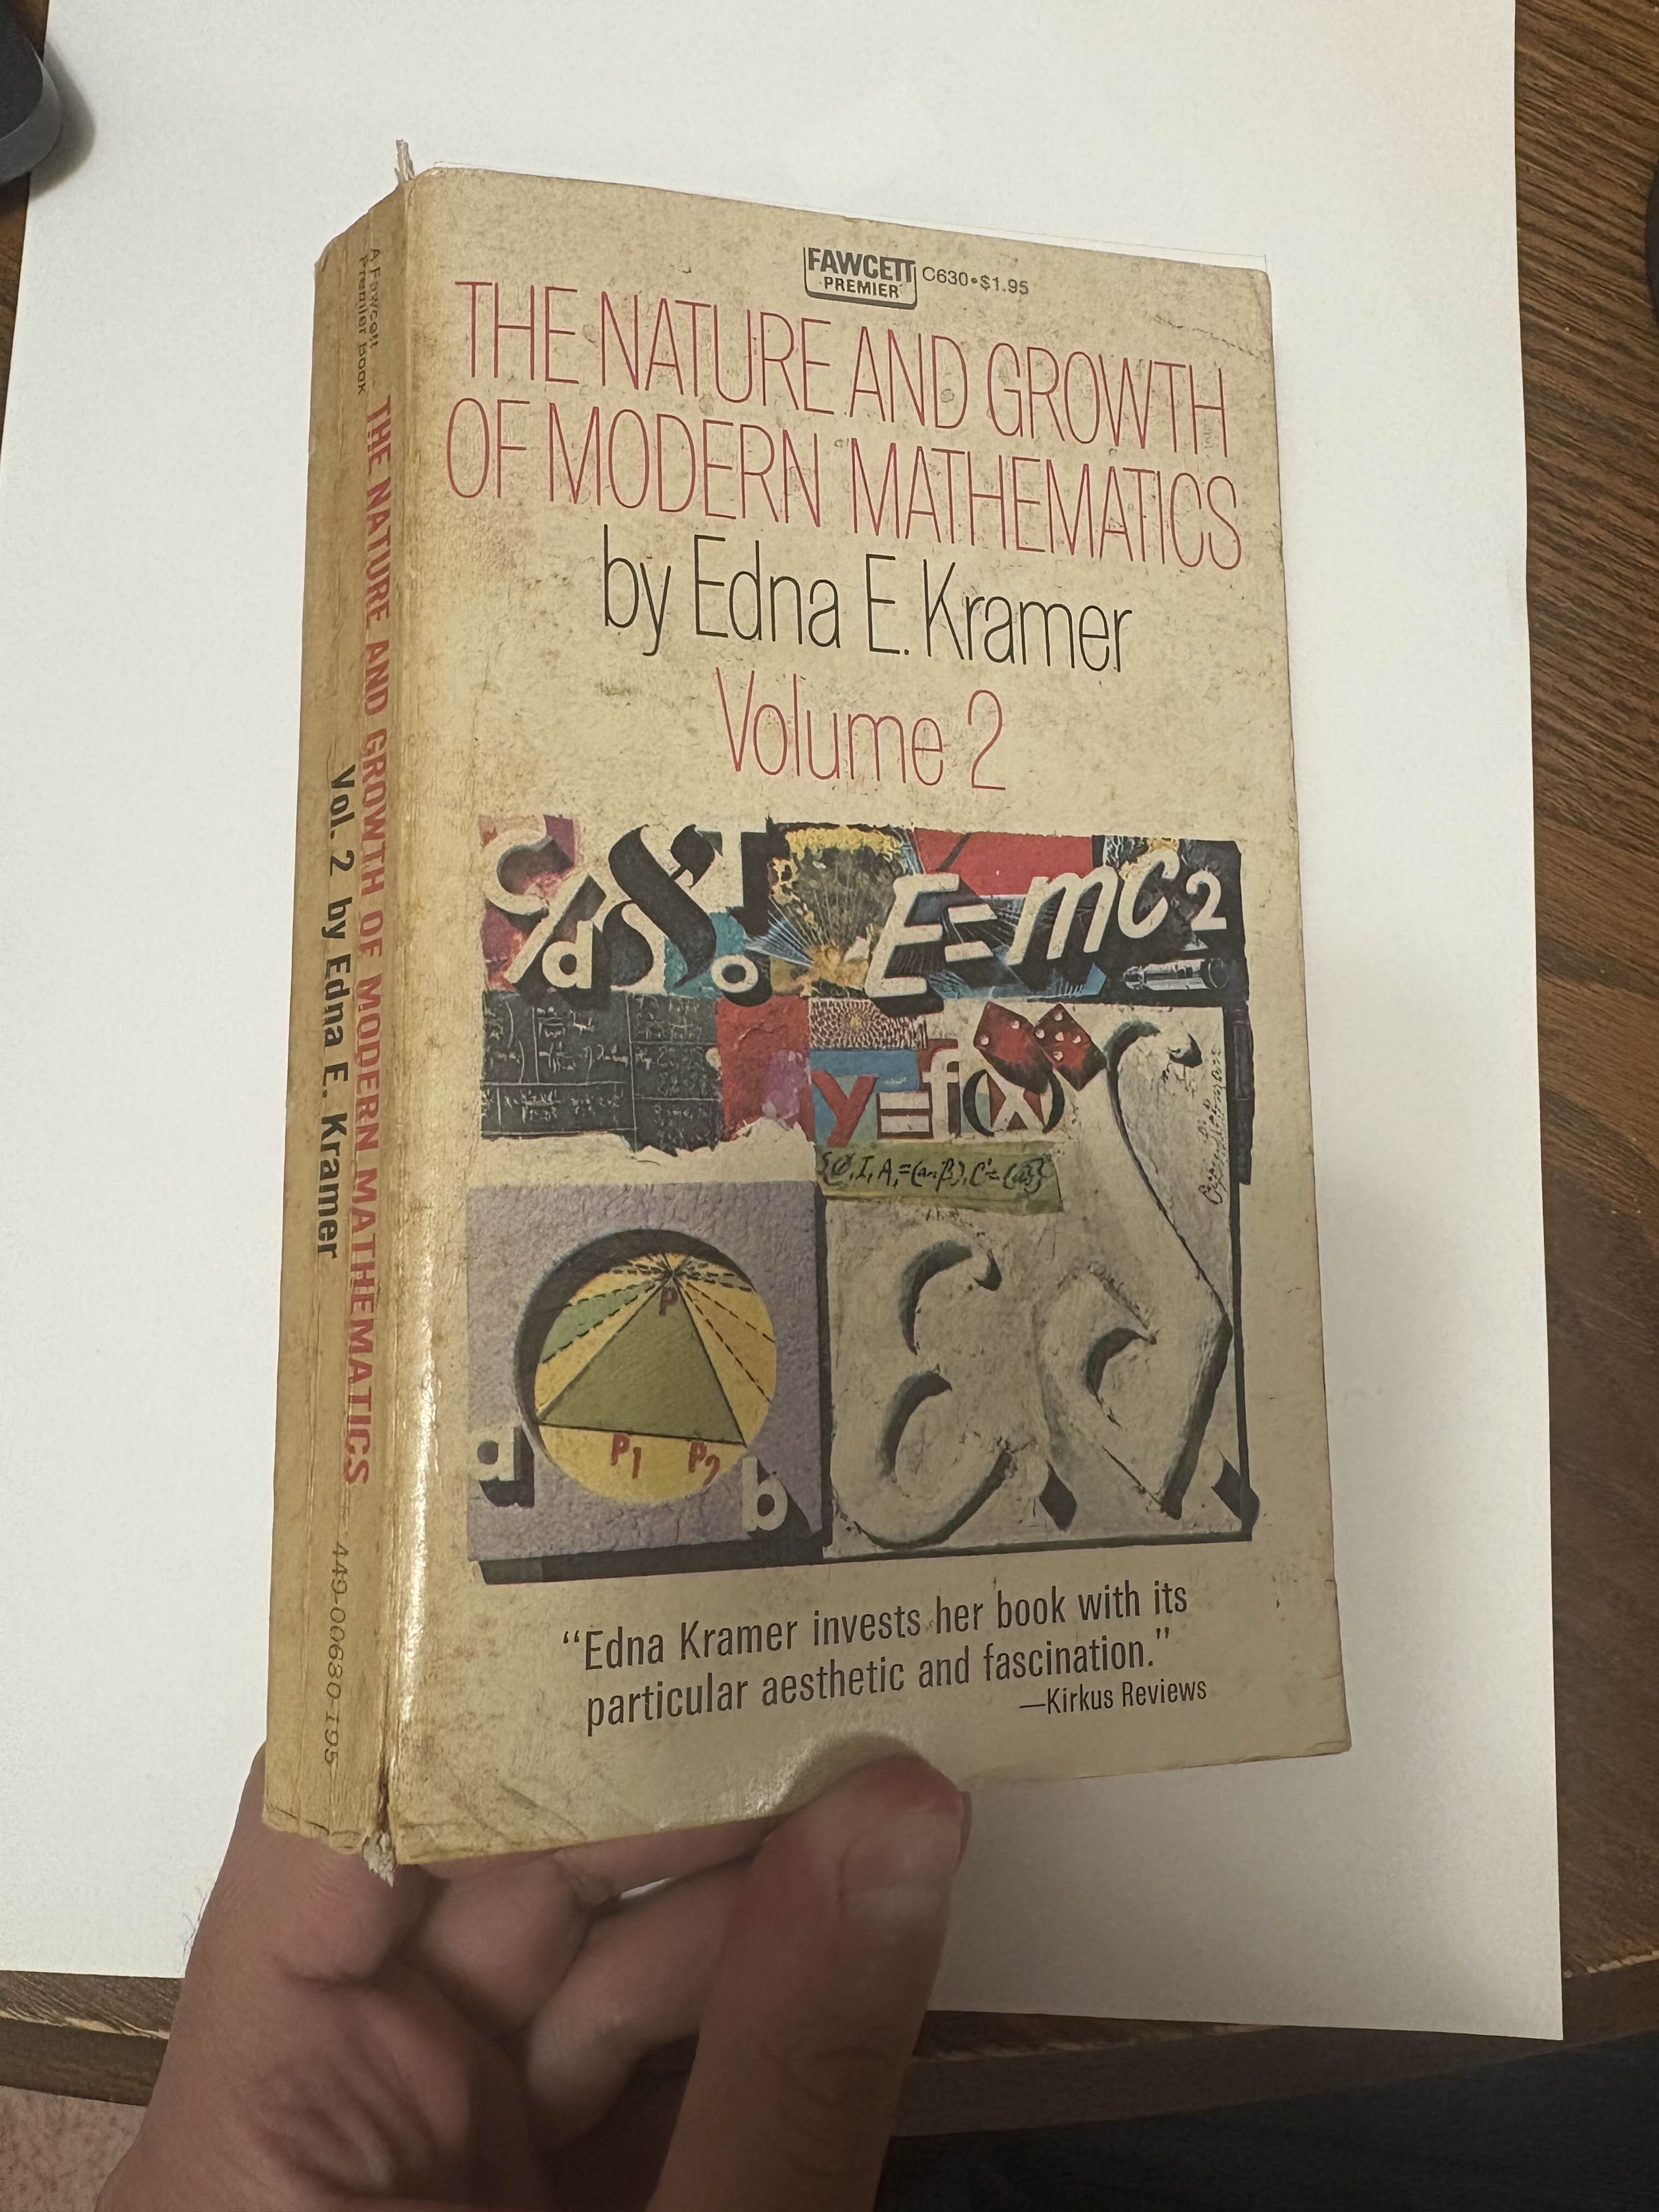 FAWCETT
PREMIER
C630•$1.95
THE NATURE AND GROWTH
OF MODERN MATHEMATICS
by Edna E. Kramer
Volume 2
E=mc2
y=f(x)
P
P1
P2
a
b
“Edna Kramer invests her book with its
particular aesthetic and fascination.”
—Kirkus Reviews
A Fawcett
Premier Book
THE NATURE AND GROWTH OF MODERN MATHEMATICS
Vol. 2 by Edna E. Kramer
449-00680-195